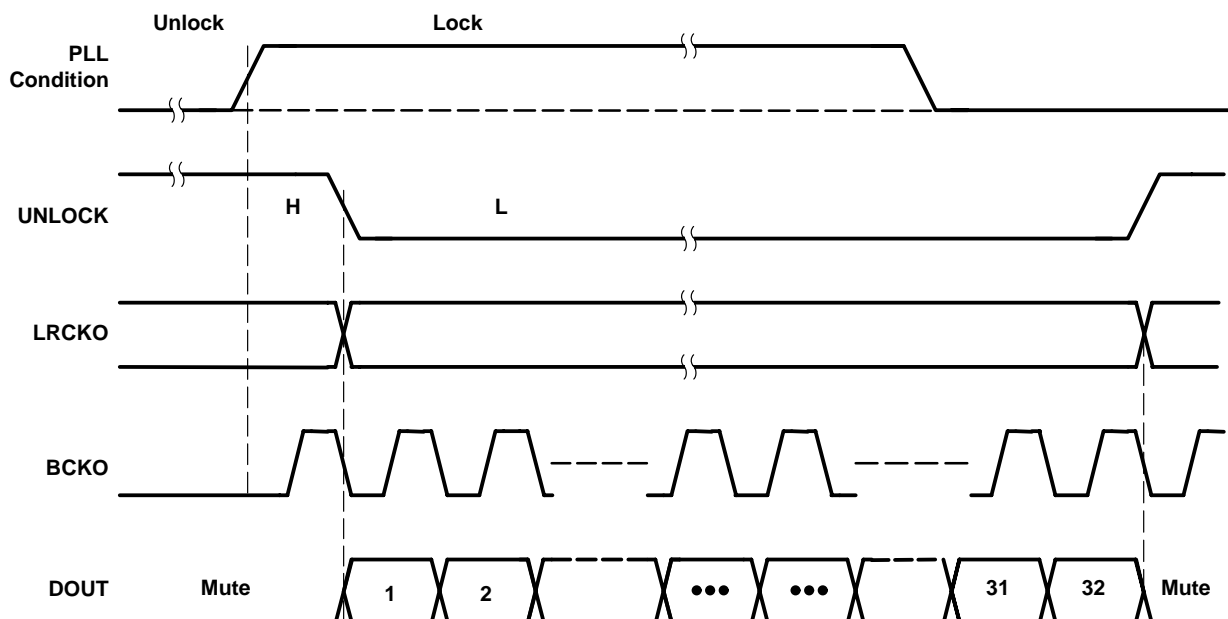 Unlock Lock
PLL
Condition
UNLOCK H L
LRCKO
BCKO
DOUT Mute 1 2 ●●● ●●● 31 32 Mute